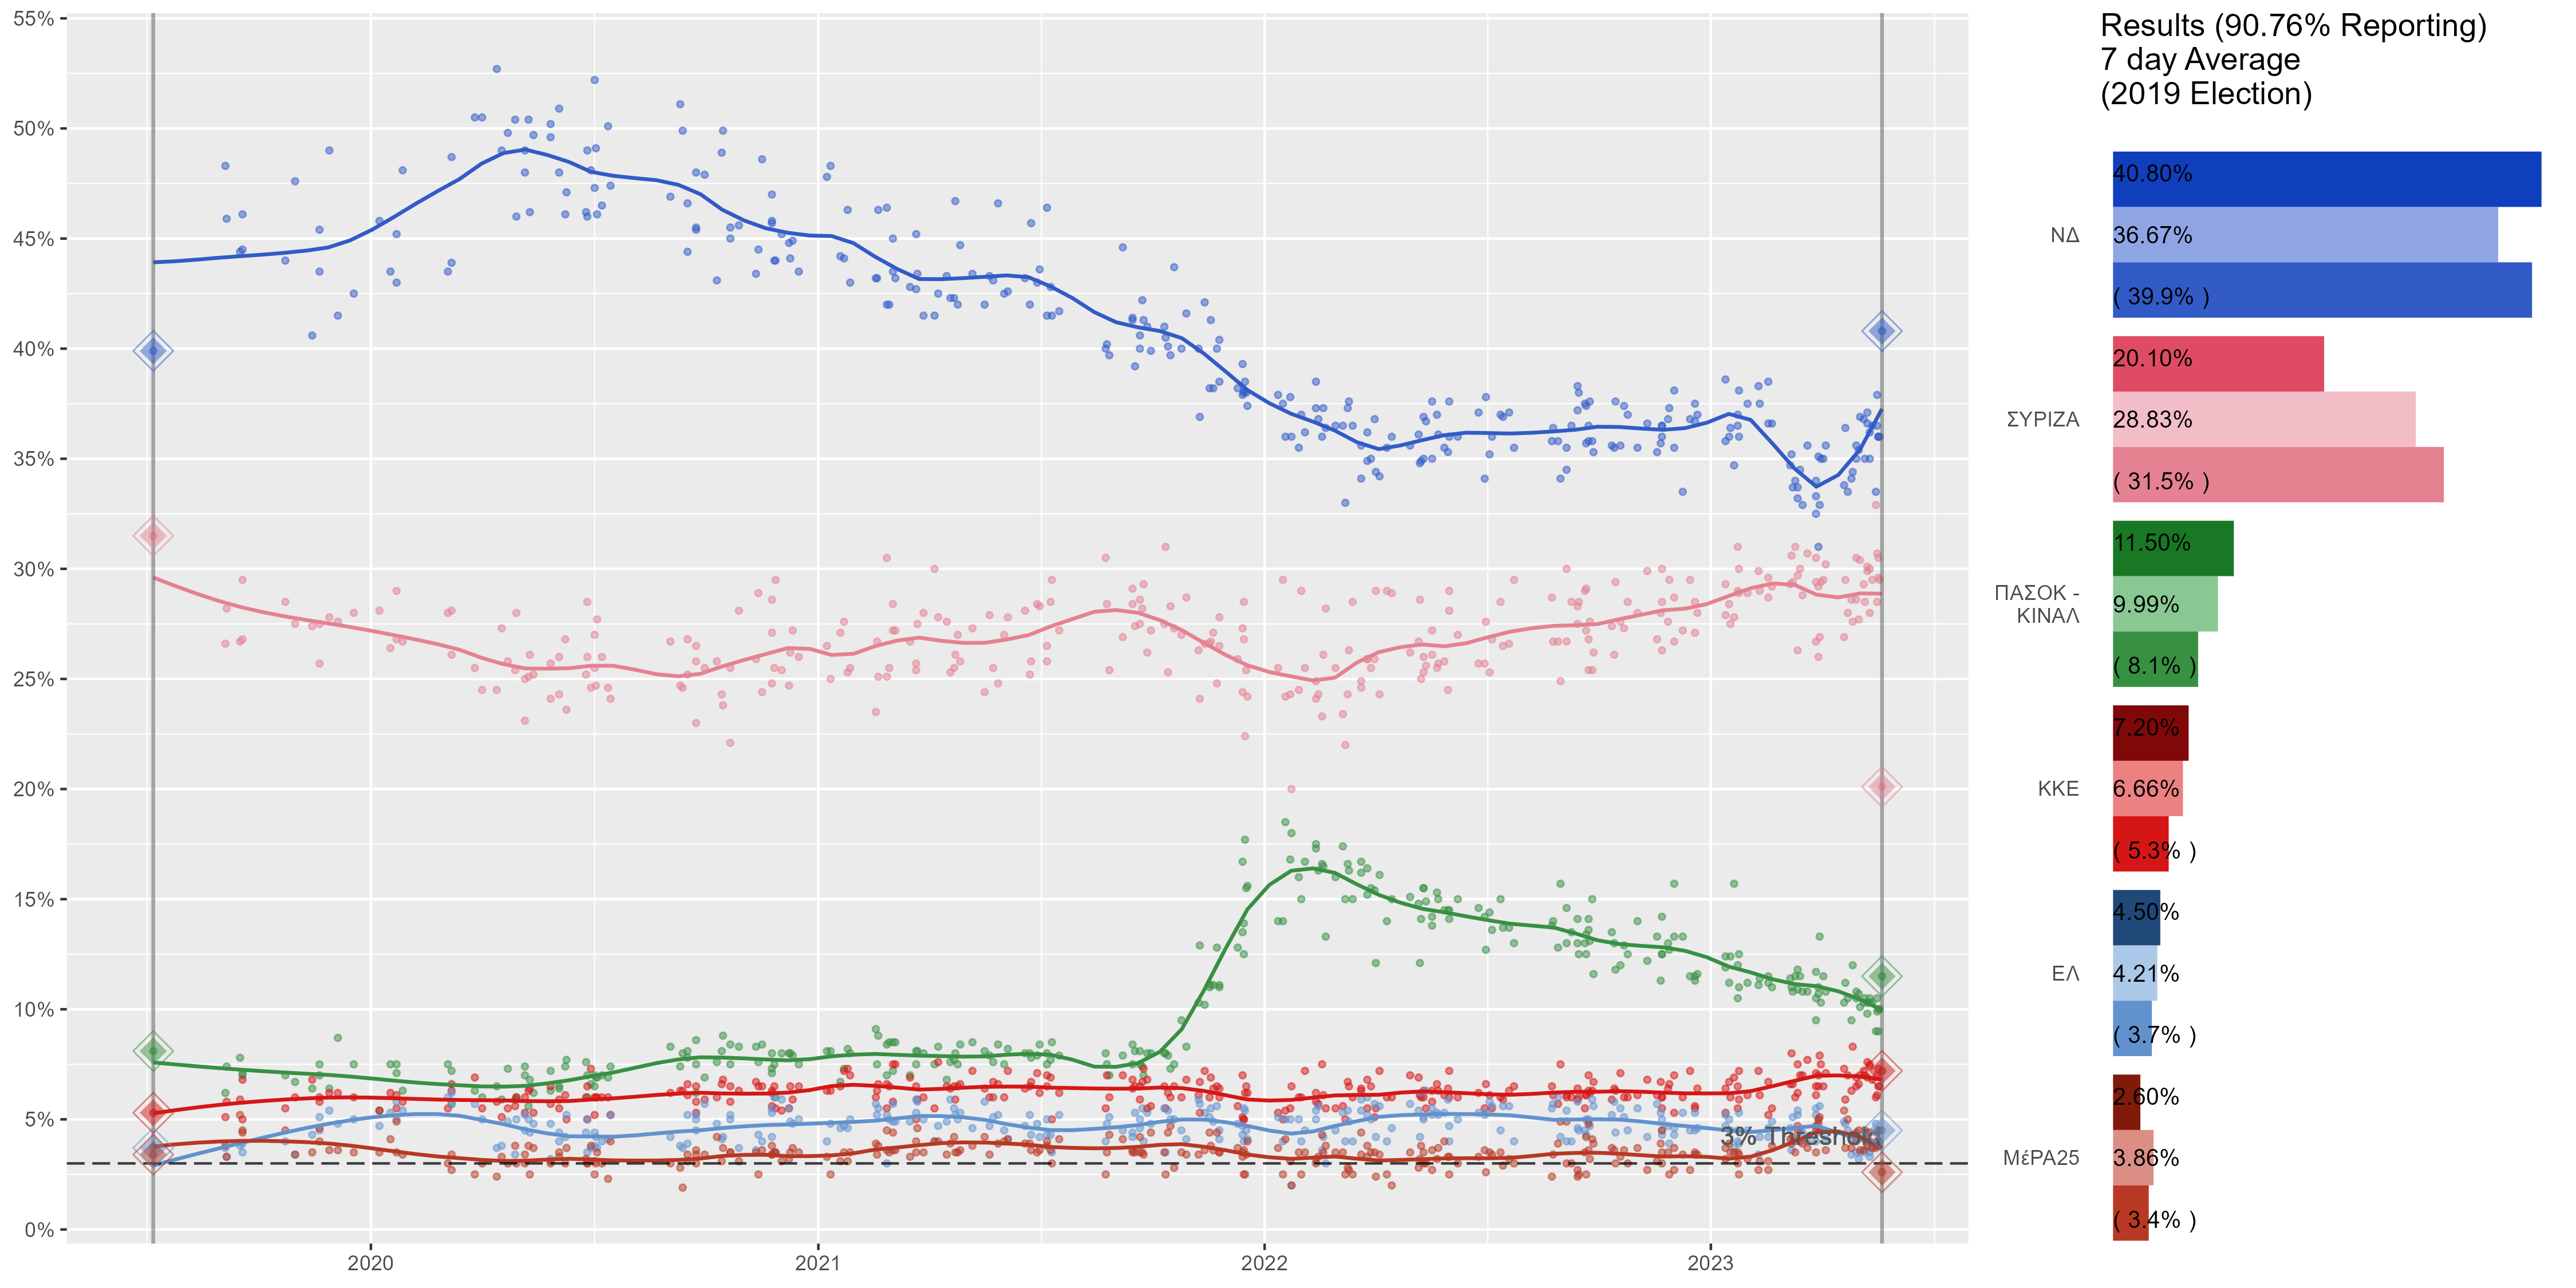 55%
50%
45%
40%
35%
30%
25%
20%
15%
10%
5%
0%
3% Threshold
2020
2021
2022
2023
Results (90.76% Reporting)
7 day Average
(2019 Election)
ΝΔ
40.80%
36.67%
( 39.9% )
ΣΥΡΙΖΑ
20.10%
28.83%
( 31.5% )
ΠΑΣΟΚ -
ΚΙΝΑΛ
11.50%
9.99%
( 8.1% )
ΚΚΕ
7.20%
6.66%
( 5.3% )
ΕΛ
4.50%
4.21%
( 3.7% )
ΜέΡΑ25
2.60%
3.86%
( 3.4% )